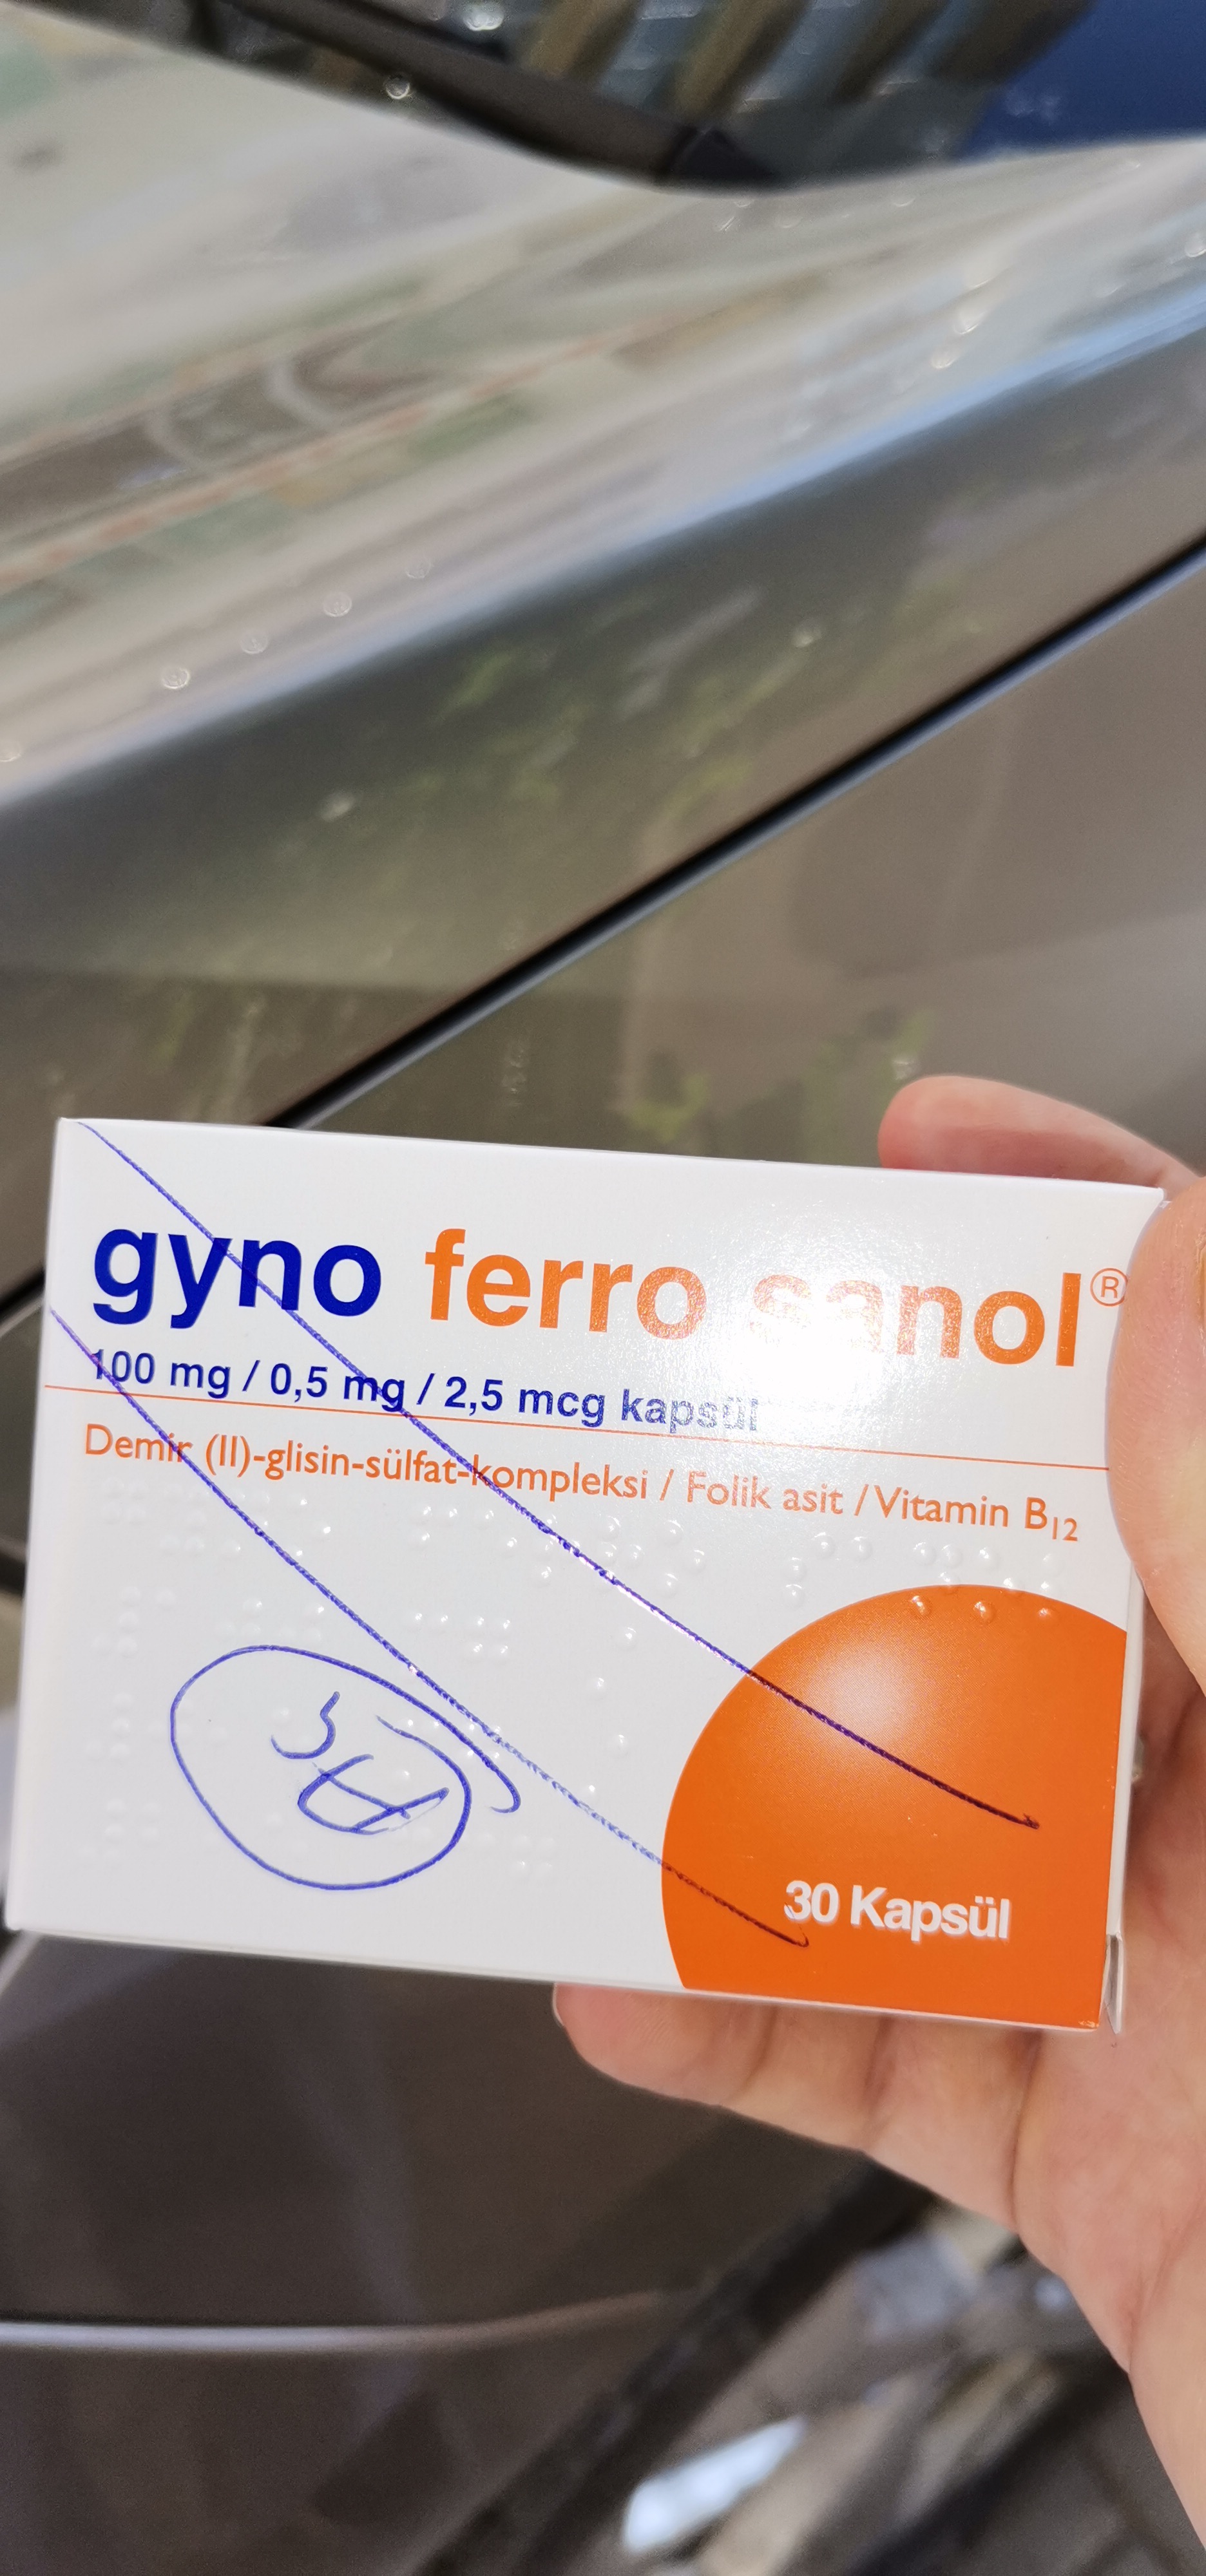 gyno ferro sanol®
100 mg / 0,5 mg / 2,5 mcg kapsül
Demir (II)-glisin-sülfat-kompleksi / Folik asit / Vitamin B12
30 Kapsül